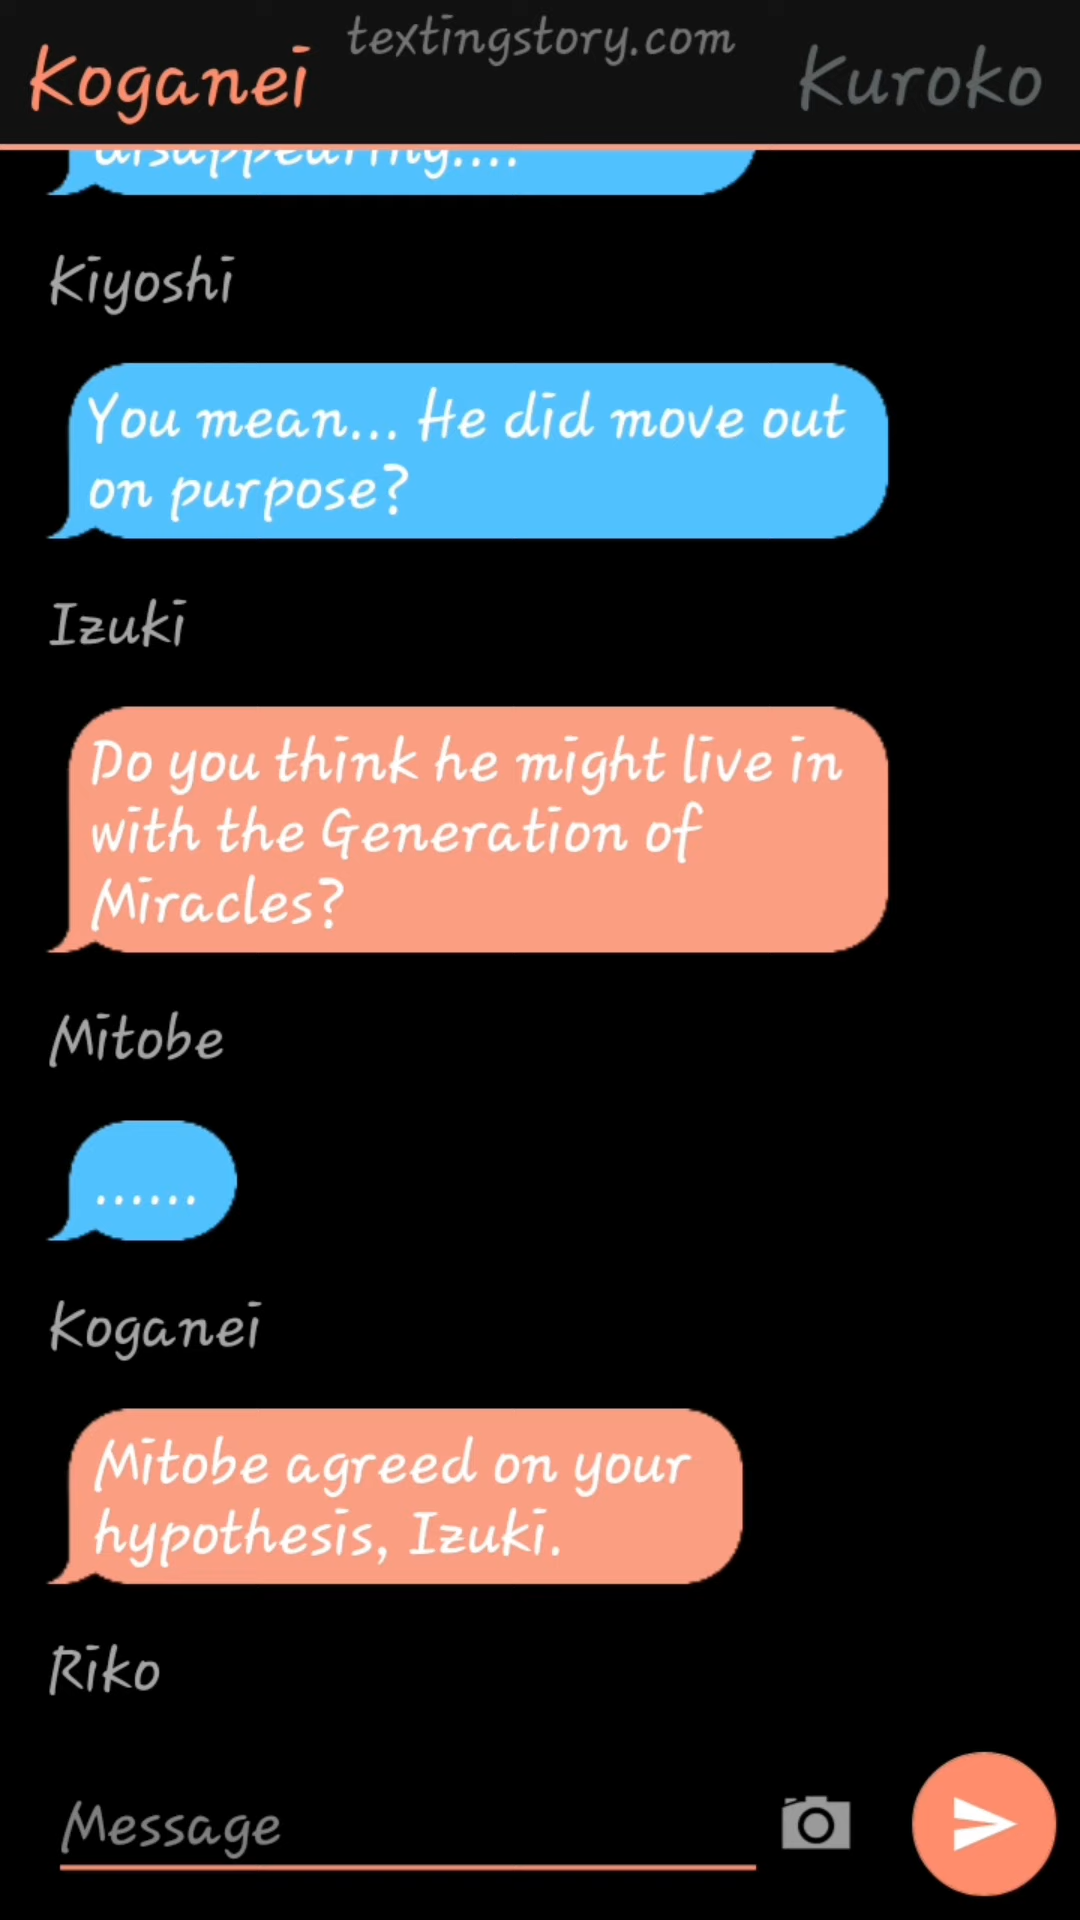 textingstory.com
Koganei
Kuroko
disappearing....
Kiyoshi
You mean... He did move out
on purpose?
Izuki
Do you think he might live in
with the Generation of
Miracles?
Mitobe
......
Koganei
Mitobe agreed on your
hypothesis, Izuki.
Riko
Message